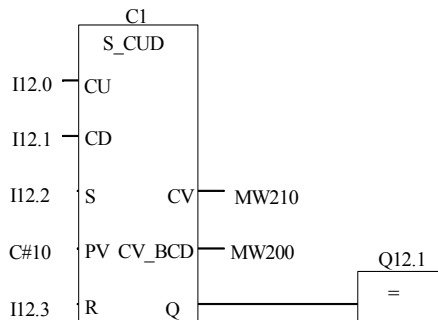 C1
S_CUD
I12.0 CU
I12.1 CD
I12.2 S CV MW210
C#10 PV CV_BCD MW200
Q12.1
=
I12.3 R Q